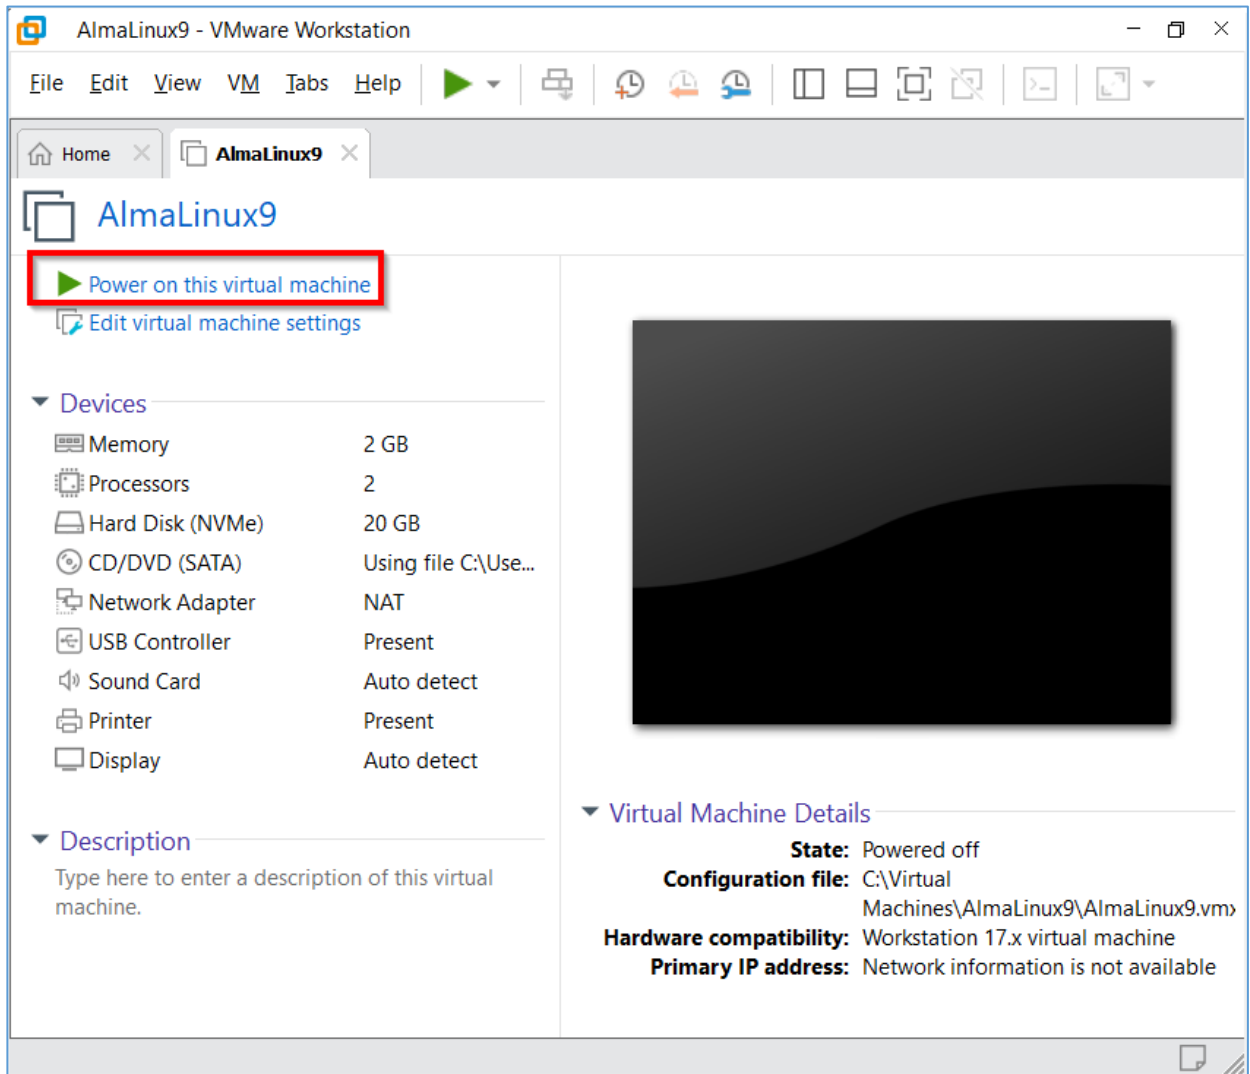 AlmaLinux9 - VMware Workstation
File Edit View VM Tabs Help
Home AlmaLinux9
AlmaLinux9
Power on this virtual machine
Edit virtual machine settings
Devices
Memory 2 GB
Processors 2
Hard Disk (NVMe) 20 GB
CD/DVD (SATA) Using file C:\Use...
Network Adapter NAT
USB Controller Present
Sound Card Auto detect
Printer Present
Display Auto detect
Description
Type here to enter a description of this virtual
machine.
Virtual Machine Details
State: Powered off
Configuration file: C:\Virtual
Machines\AlmaLinux9\AlmaLinux9.vmx
Hardware compatibility: Workstation 17.x virtual machine
Primary IP address: Network information is not available